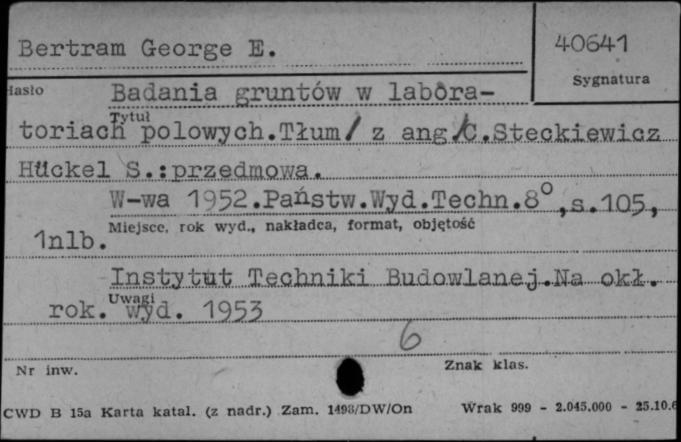 Bertram George E.
40641
Sygnatura
Hasło
Badania gruntów w labora-
Tytuł
toriach polowych.Tłum/ z ang/C.Steckiewicz
Hückel S.:przedmowa.
W-wa 1952.Państw.Wyd.Techn.8°,s.105,
Miejsce, rok wyd., nakładca, format, objętość
1nlb.
Instytut Techniki Budowlanej.Na okł.
Uwagi
rok. wyd. 1953
6
Nr inw.
Znak klas.
CWD B 15a Karta katal. (z nadr.) Zam. 1498/DW/On
Wrak 999 - 2.045.000 - 25.10.6